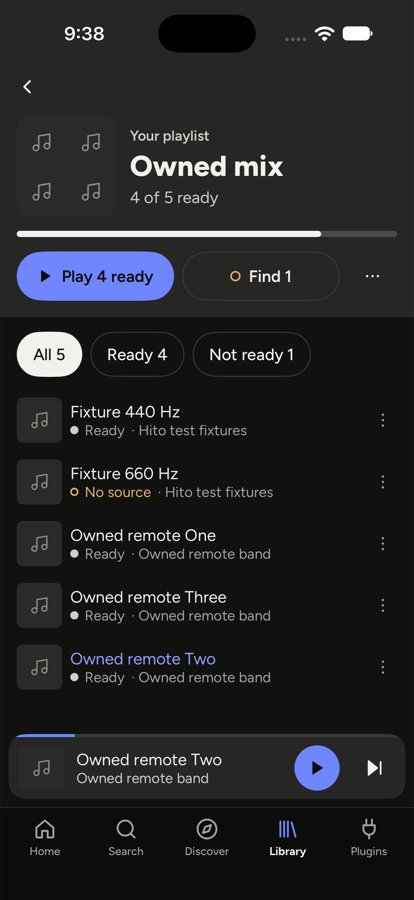 9:38
Your playlist
Owned mix
4 of 5 ready
Play 4 ready
Find 1
All 5
Ready 4
Not ready 1
Fixture 440 Hz
Ready · Hito test fixtures
Fixture 660 Hz
No source · Hito test fixtures
Owned remote One
Ready · Owned remote band
Owned remote Three
Ready · Owned remote band
Owned remote Two
Ready · Owned remote band
Owned remote Two
Owned remote band
Home
Search
Discover
Library
Plugins